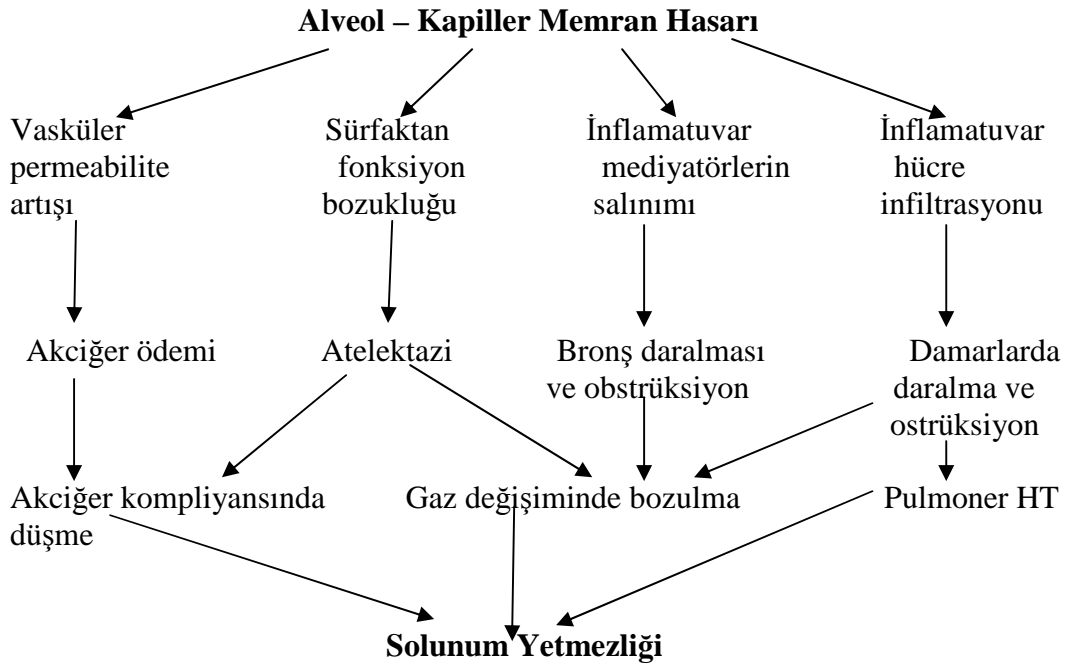 Alveol – Kapiller Memran Hasarı
Vasküler
permeabilite
artışı
Sürfaktan
fonksiyon
bozukluğu
İnflamatuvar
mediyatörlerin
salınımı
İnflamatuvar
hücre
infiltrasyonu
Akciğer ödemi
Atelektazi
Bronş daralması
ve obstrüksiyon
Damarlarda
daralma ve
ostrüksiyon
Akciğer kompliyansında
düşme
Gaz değişiminde bozulma
Pulmoner HT
Solunum Yetmezliği